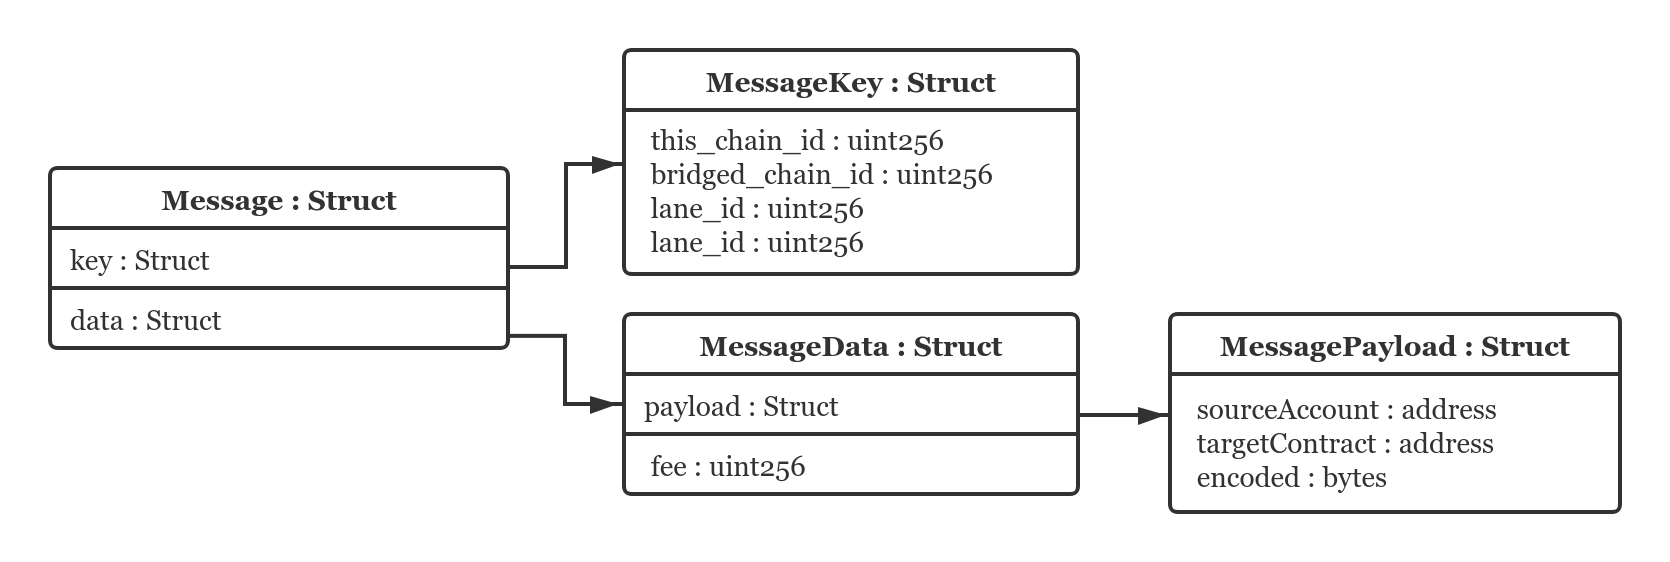 Message : Struct
key : Struct
data : Struct
MessageKey : Struct
this_chain_id : uint256
bridged_chain_id : uint256
lane_id : uint256
lane_id : uint256
MessageData : Struct
payload : Struct
fee : uint256
MessagePayload : Struct
sourceAccount : address
targetContract : address
encoded : bytes